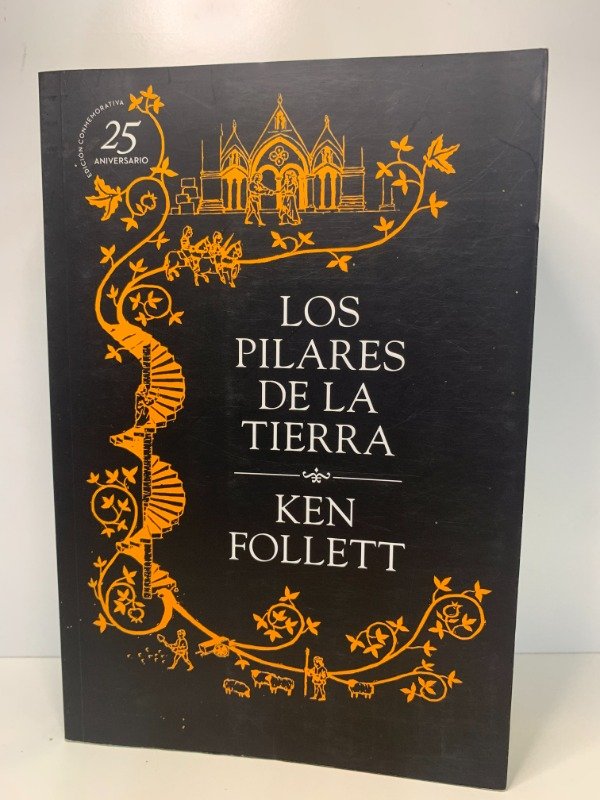 EDICIÓN CONMEMORATIVA
25
ANIVERSARIO
LOS
PILARES
DE LA
TIERRA
KEN
FOLLETT